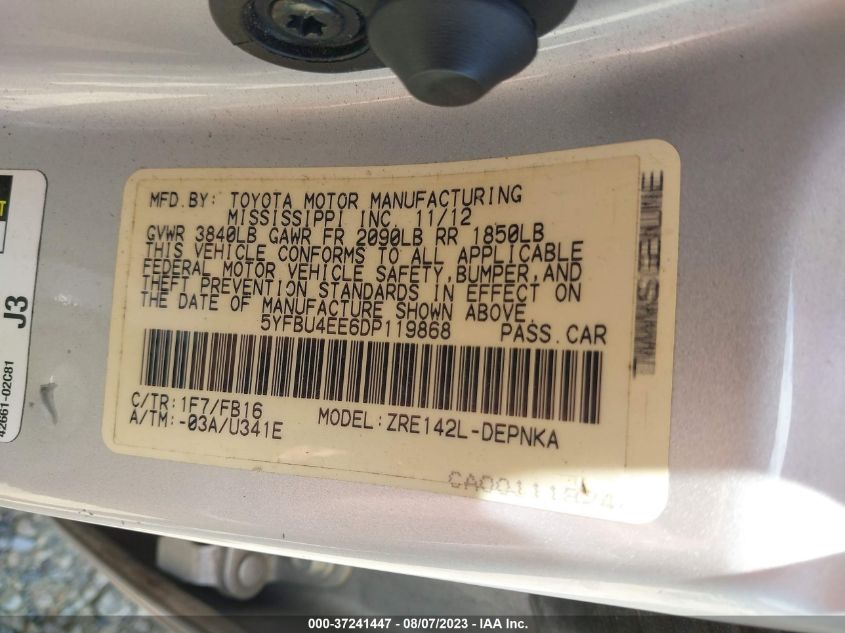 MFD.BY: TOYOTA MOTOR MANUFACTURING
MISSISSIPPI INC. 11/12
GVWR 3840LB GAWR FR 2090LB RR 1850LB
THIS VEHICLE CONFORMS TO ALL APPLICABLE
FEDERAL MOTOR VEHICLE SAFETY,BUMPER,AND
THEFT PREVENTION STANDARDS IN EFFECT ON
THE DATE OF MANUFACTURE SHOWN ABOVE.
5YFBU4EE6DP119868 PASS.CAR
C/TR:1F7/FB16
A/TM:-03A/U341E MODEL:ZRE142L-DEPNKA
J3
42661-02C81
000-37241447 - 08/07/2023 - IAA Inc.